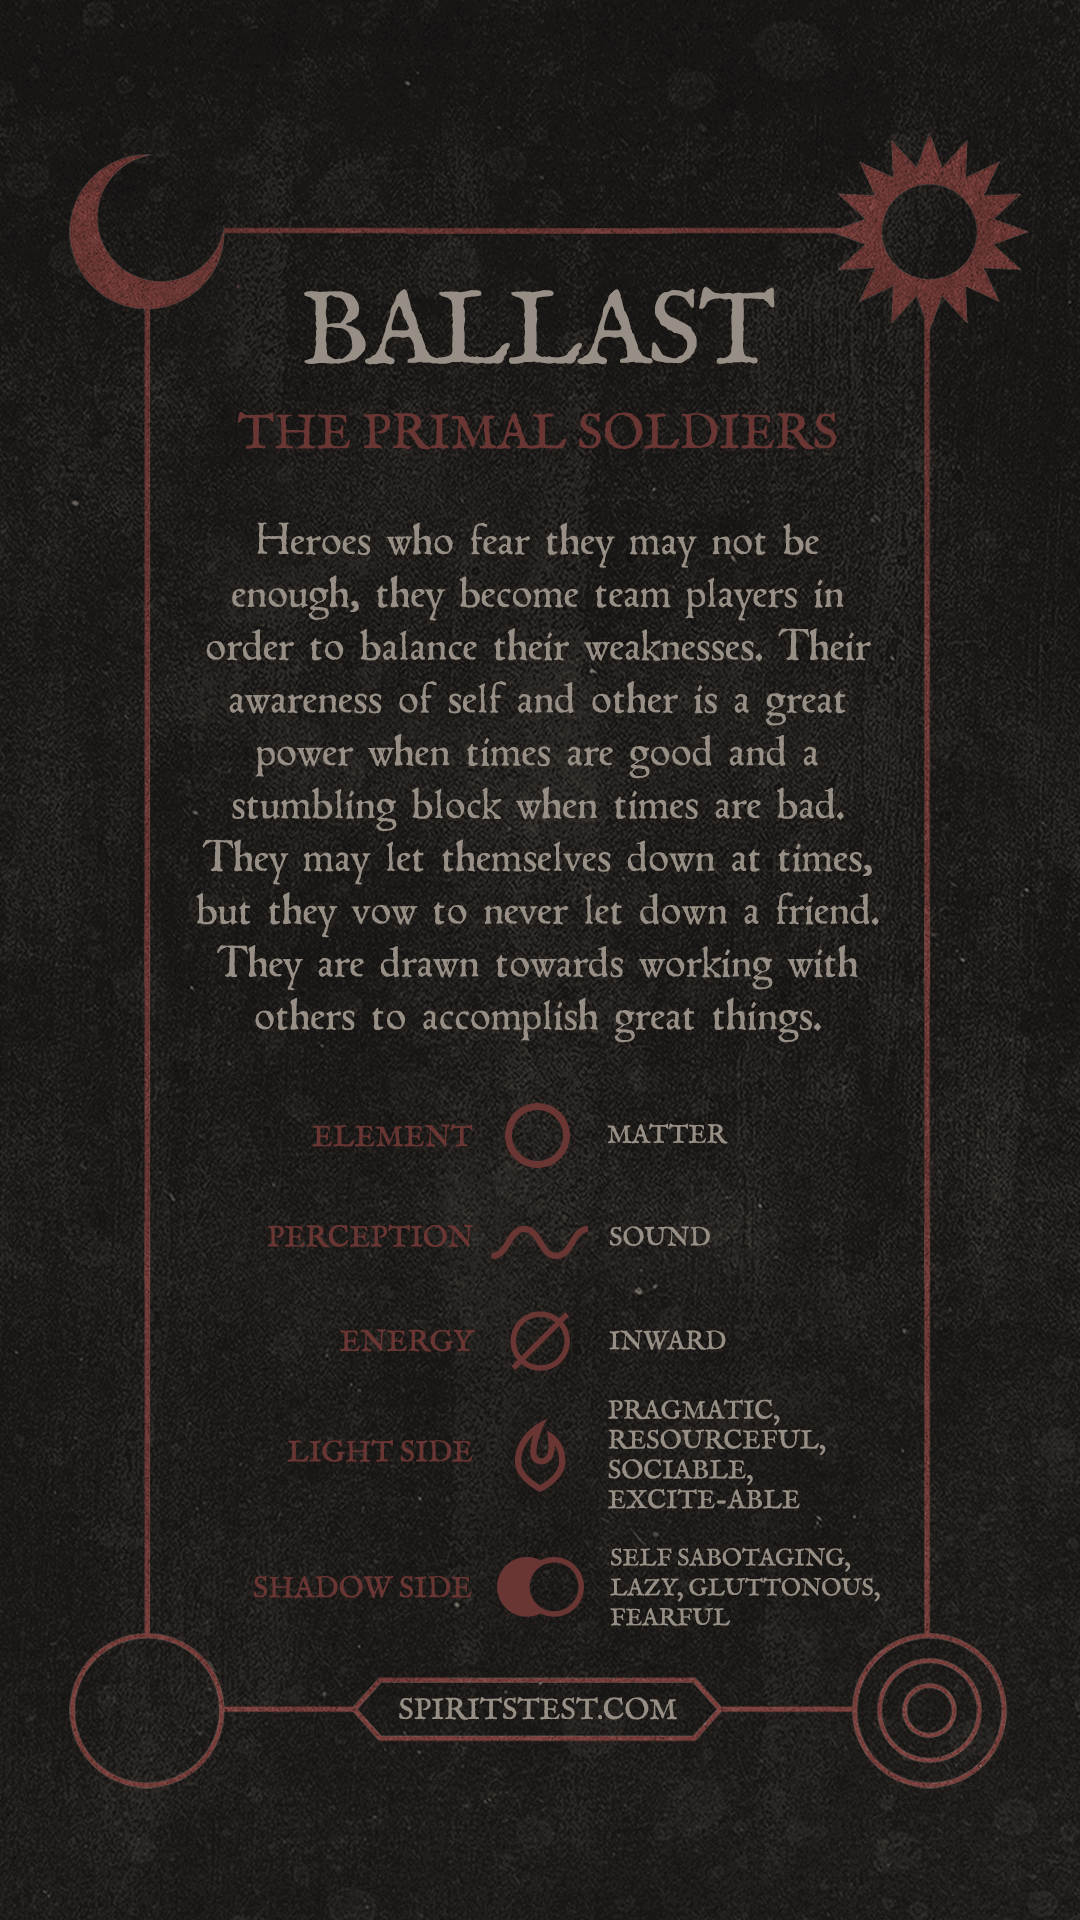 BALLAST
THE PRIMAL SOLDIERS
Heroes who fear they may not be
enough, they become team players in
order to balance their weaknesses. Their
awareness of self and other is a great
power when times are good and a
stumbling block when times are bad.
They may let themselves down at times,
but they vow to never let down a friend.
They are drawn towards working with
others to accomplish great things.
ELEMENT MATTER
PERCEPTION SOUND
ENERGY INWARD
LIGHT SIDE PRAGMATIC,
RESOURCEFUL,
SOCIABLE,
EXCITE-ABLE
SHADOW SIDE SELF SABOTAGING,
LAZY, GLUTTONOUS,
FEARFUL
SPIRITSTEST.COM